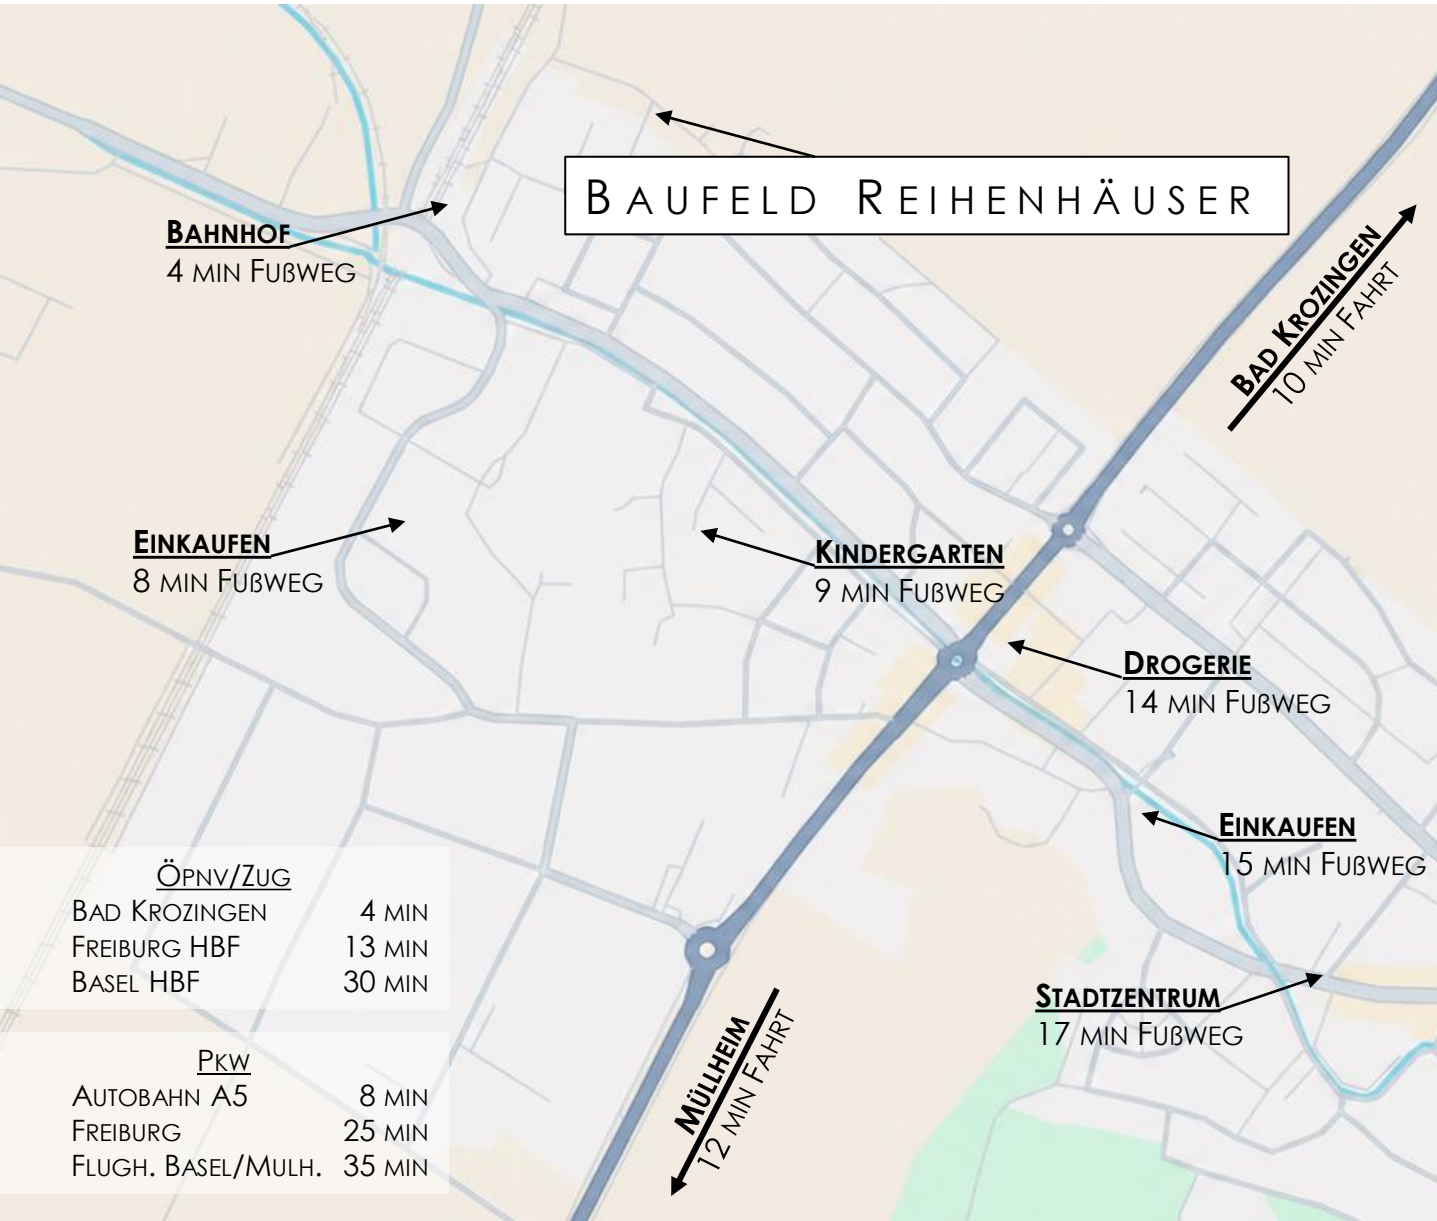 BAUFELD REIHENHÄUSER
BAHNHOF
4 MIN FUßWEG
BAD KROZINGEN
10 MIN FAHRT
EINKAUFEN
8 MIN FUßWEG
KINDERGARTEN
9 MIN FUßWEG
DROGERIE
14 MIN FUßWEG
EINKAUFEN
15 MIN FUßWEG
STADTZENTRUM
17 MIN FUßWEG
MÜLLHEIM
12 MIN FAHRT
ÖPNV/ZUG
BAD KROZINGEN 4 MIN
FREIBURG HBF 13 MIN
BASEL HBF 30 MIN
PKW
AUTOBAHN A5 8 MIN
FREIBURG 25 MIN
FLUGH. BASEL/MULH. 35 MIN